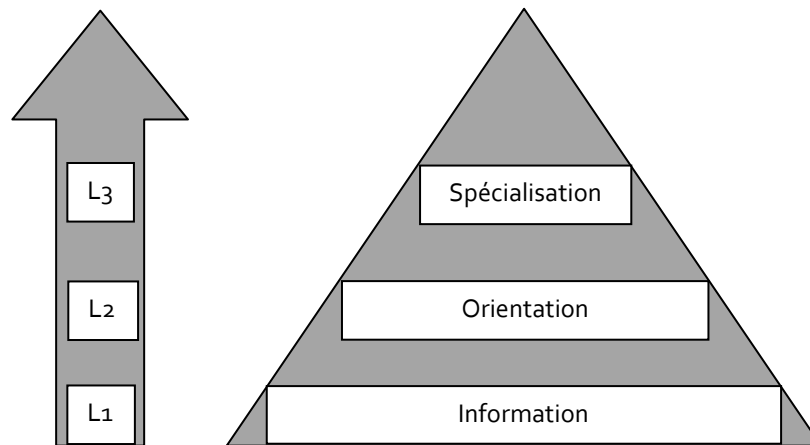 L3
Spécialisation
L2
Orientation
L1
Information